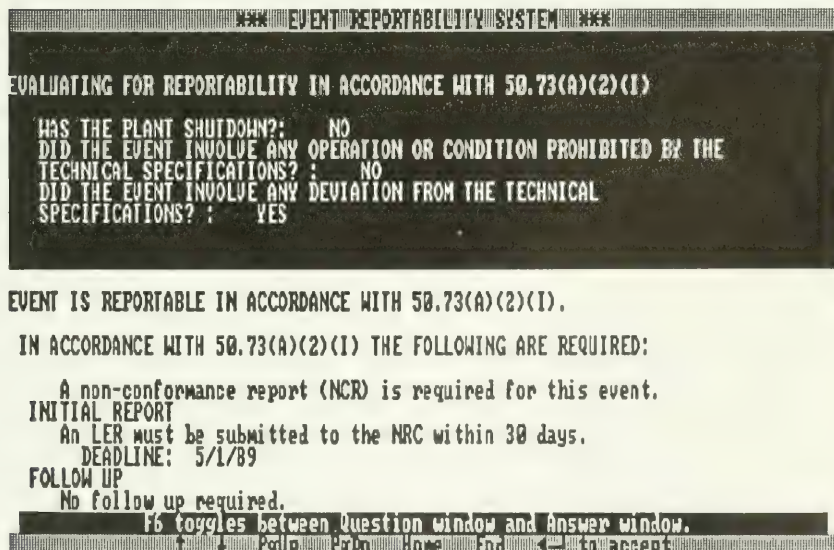 *** EVENT REPORTABILITY SYSTEM ***
EVALUATING FOR REPORTABILITY IN ACCORDANCE WITH 50.73(A)(2)(I)
WAS THE PLANT SHUTDOWN?: NO
DID THE EVENT INVOLVE ANY OPERATION OR CONDITION PROHIBITED BY THE
TECHNICAL SPECIFICATIONS? : NO
DID THE EVENT INVOLVE ANY DEVIATION FROM THE TECHNICAL
SPECIFICATIONS? : YES
EVENT IS REPORTABLE IN ACCORDANCE WITH 50.73(A)(2)(I).
IN ACCORDANCE WITH 50.73(A)(2)(I) THE FOLLOWING ARE REQUIRED:
A non-conformance report (NCR) is required for this event.
INITIAL REPORT
An LER must be submitted to the NRC within 30 days.
DEADLINE: 5/1/89
FOLLOW UP
No follow up required.
F6 toggles between Question window and Answer window.
↑ ↓ PgUp PgDn Home End ←┘ to accept